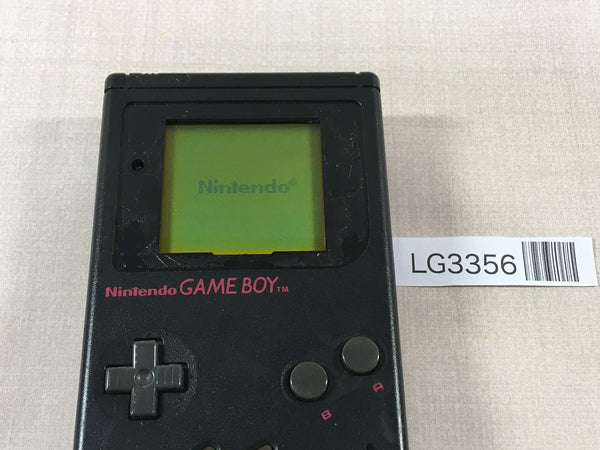 Nintendo®
LG3356
Nintendo GAME BOY™
A
B